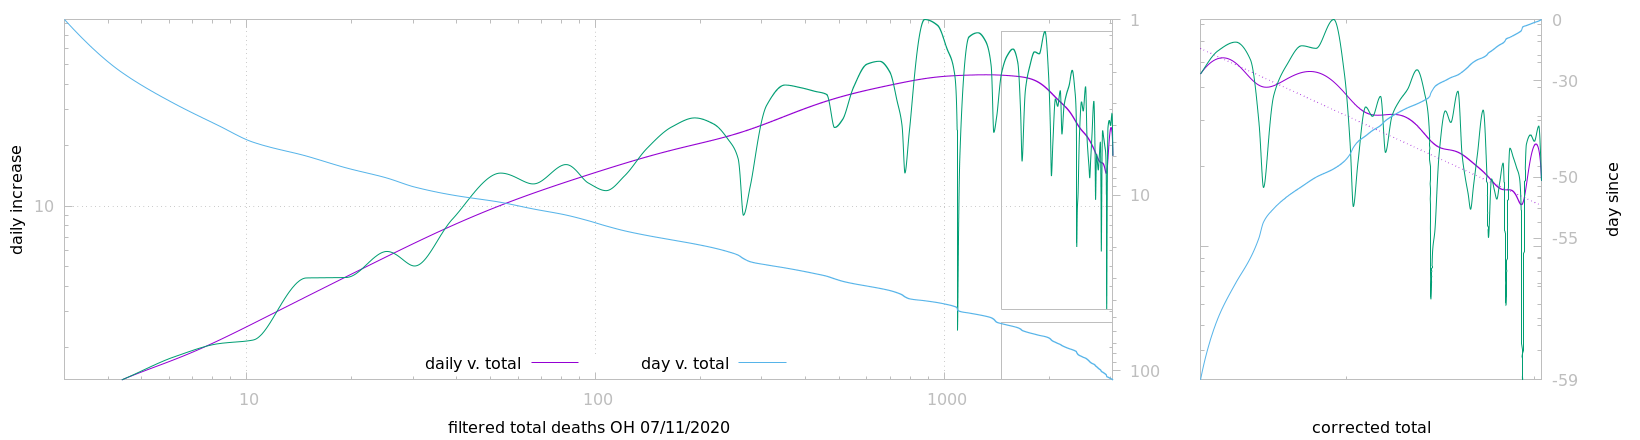 1
0
-30
10
daily increase
10
-50
day since
-55
daily v. total
day v. total
100
-59
10
100
1000
filtered total deaths OH 07/11/2020
corrected total